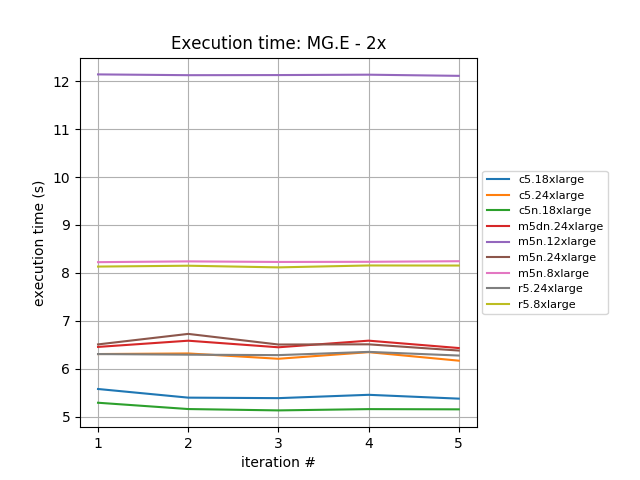 Execution time: MG.E - 2x
execution time (s)
12
11
10
9
8
7
6
5
1 2 3 4 5
iteration #
c5.18xlarge
c5.24xlarge
c5n.18xlarge
m5dn.24xlarge
m5n.12xlarge
m5n.24xlarge
m5n.8xlarge
r5.24xlarge
r5.8xlarge